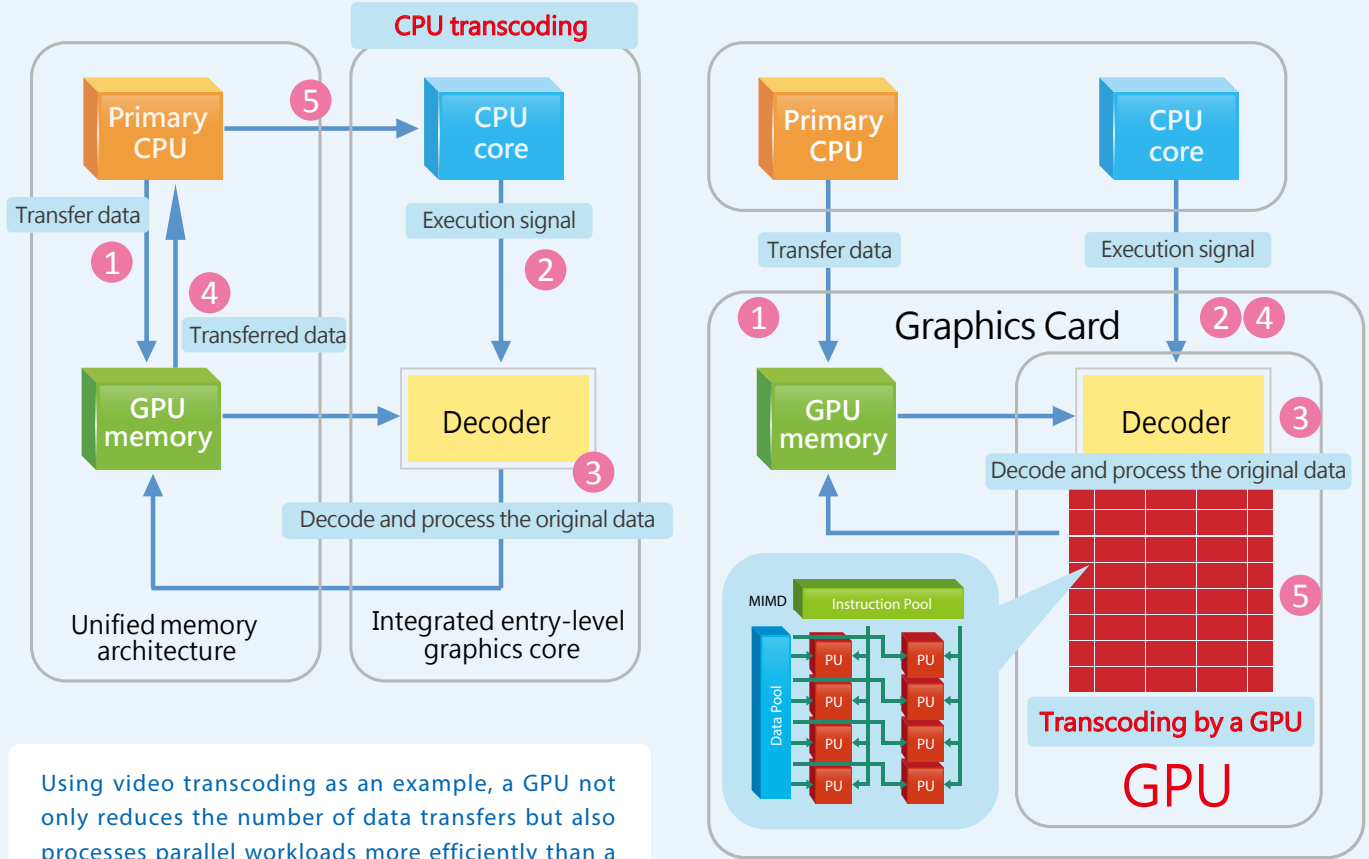 CPU transcoding
Primary
CPU
5
CPU
core
Transfer data
1
4
Transferred data
Execution signal
2
GPU
memory
Decoder
3
Decode and process the original data
Unified memory
architecture
Integrated entry-level
graphics core
Using video transcoding as an example, a GPU not
only reduces the number of data transfers but also
processes parallel workloads more efficiently than a
Primary
CPU
CPU
core
Transfer data
Execution signal
1
Graphics Card
2
4
GPU
memory
Decoder
3
Decode and process the original data
MIMD
Instruction Pool
Data Pool
PU
PU
PU
PU
PU
PU
PU
PU
5
Transcoding by a GPU
GPU